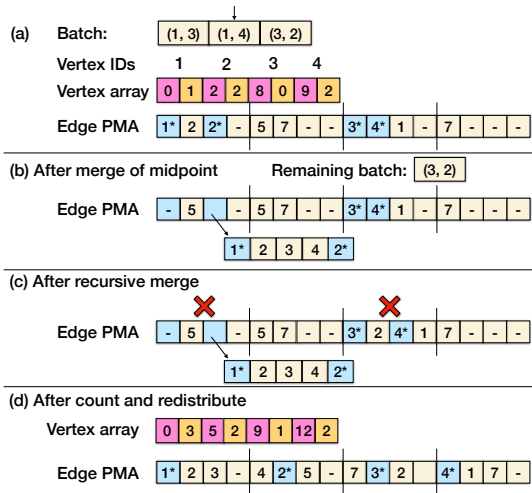 (a) Batch: (1, 3) (1, 4) (3, 2)
Vertex IDs 1 2 3 4
Vertex array 0 1 2 2 8 0 9 2
Edge PMA 1* 2 2* - 5 7 - - 3* 4* 1 - 7 - - -
(b) After merge of midpoint Remaining batch: (3, 2)
Edge PMA - 5 - 5 7 - - 3* 4* 1 - 7 - - -
1* 2 3 4 2*
(c) After recursive merge
Edge PMA - 5 - 5 7 - - 3* 2 4* 1 7 - - -
1* 2 3 4 2*
(d) After count and redistribute
Vertex array 0 3 5 2 9 1 12 2
Edge PMA 1* 2 3 - 4 2* 5 - 7 3* 2 4* 1 7 -